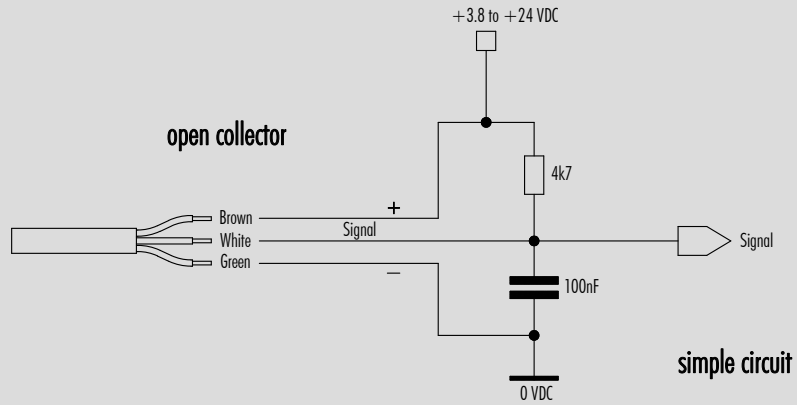 +3.8 to +24 VDC
open collector
4k7
Brown
+
Signal
White
Signal
Green
−
100nF
simple circuit
0 VDC